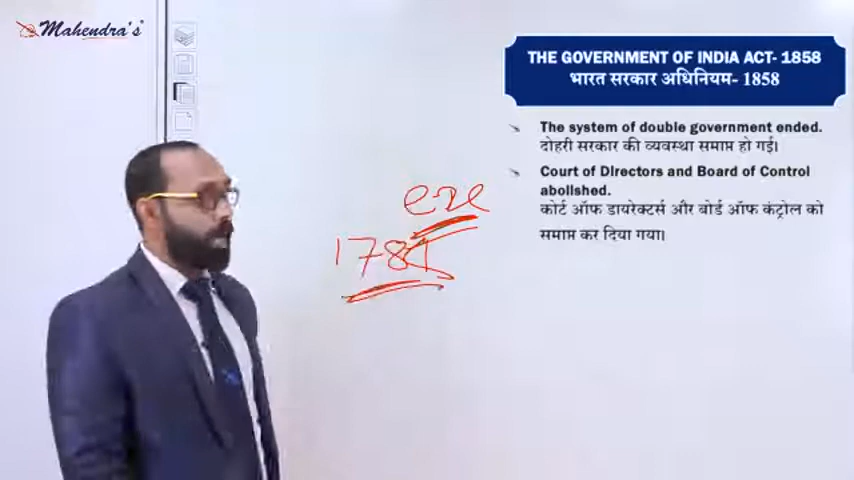 Mahendra's
THE GOVERNMENT OF INDIA ACT- 1858
भारत सरकार अधिनियम- 1858
The system of double government ended.
दोहरी सरकार की व्यवस्था समाप्त हो गई।
Court of Directors and Board of Control
abolished.
कोर्ट ऑफ डायरेक्टर्स और बोर्ड ऑफ कंट्रोल को
समाप्त कर दिया गया।
178